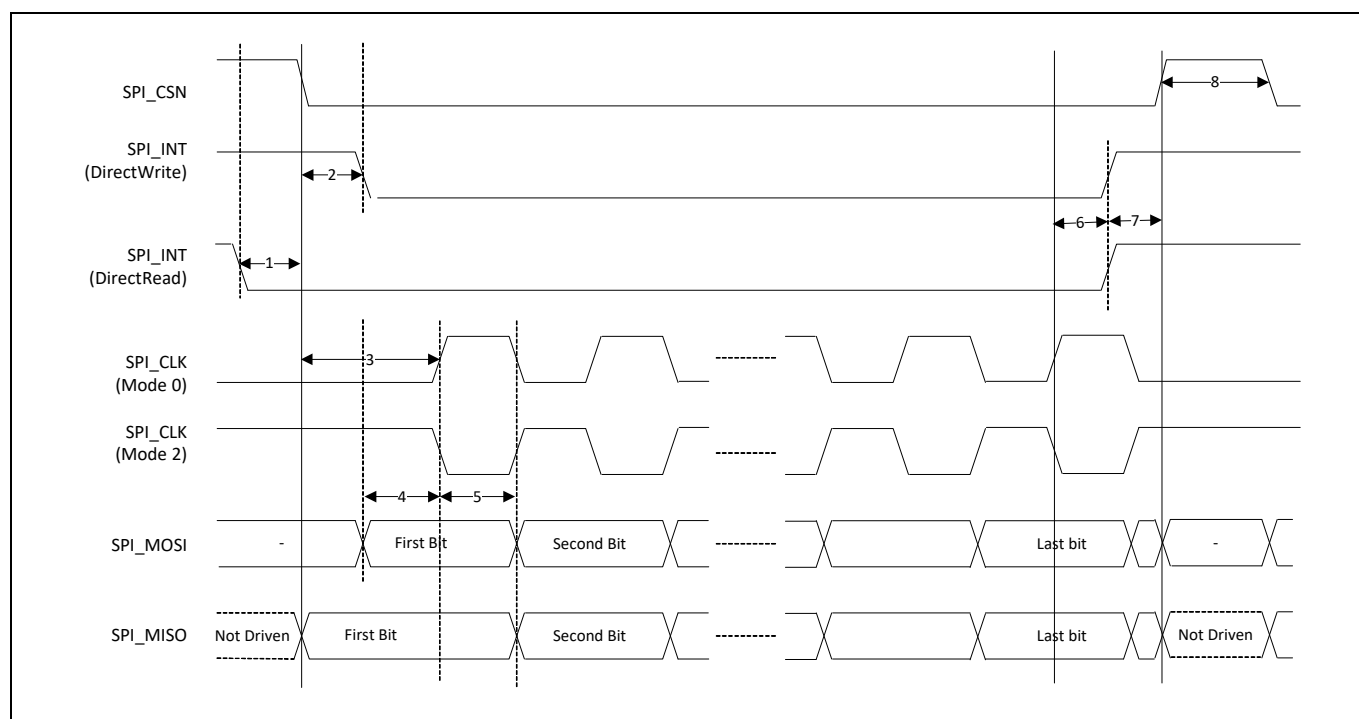 SPI_CSN
8
SPI_INT
(DirectWrite)
2
6
7
SPI_INT
(DirectRead)
1
SPI_CLK
(Mode 0)
3
SPI_CLK
(Mode 2)
4
5
SPI_MOSI
-
First Bit
Second Bit
Last bit
-
SPI_MISO
Not Driven
First Bit
Second Bit
Last bit
Not Driven